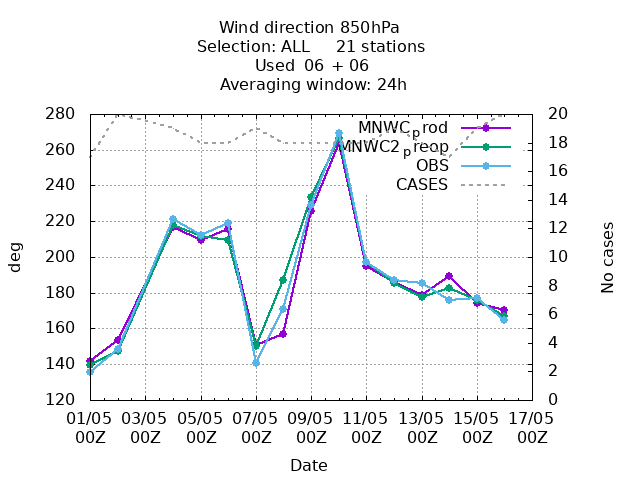 Wind direction 850hPa
Selection: ALL 21 stations
Used 06 + 06
Averaging window: 24h
280 20
MNWCprod
260 18
MNWC2preop
16
OBS
240 14
CASES
220 12
200 10
180 8
160 6
140 4
2
120 0
deg
No cases
01/05 03/05 05/05 07/05 09/05 11/05 13/05 15/05 17/05
00Z 00Z 00Z 00Z 00Z 00Z 00Z 00Z 00Z
Date